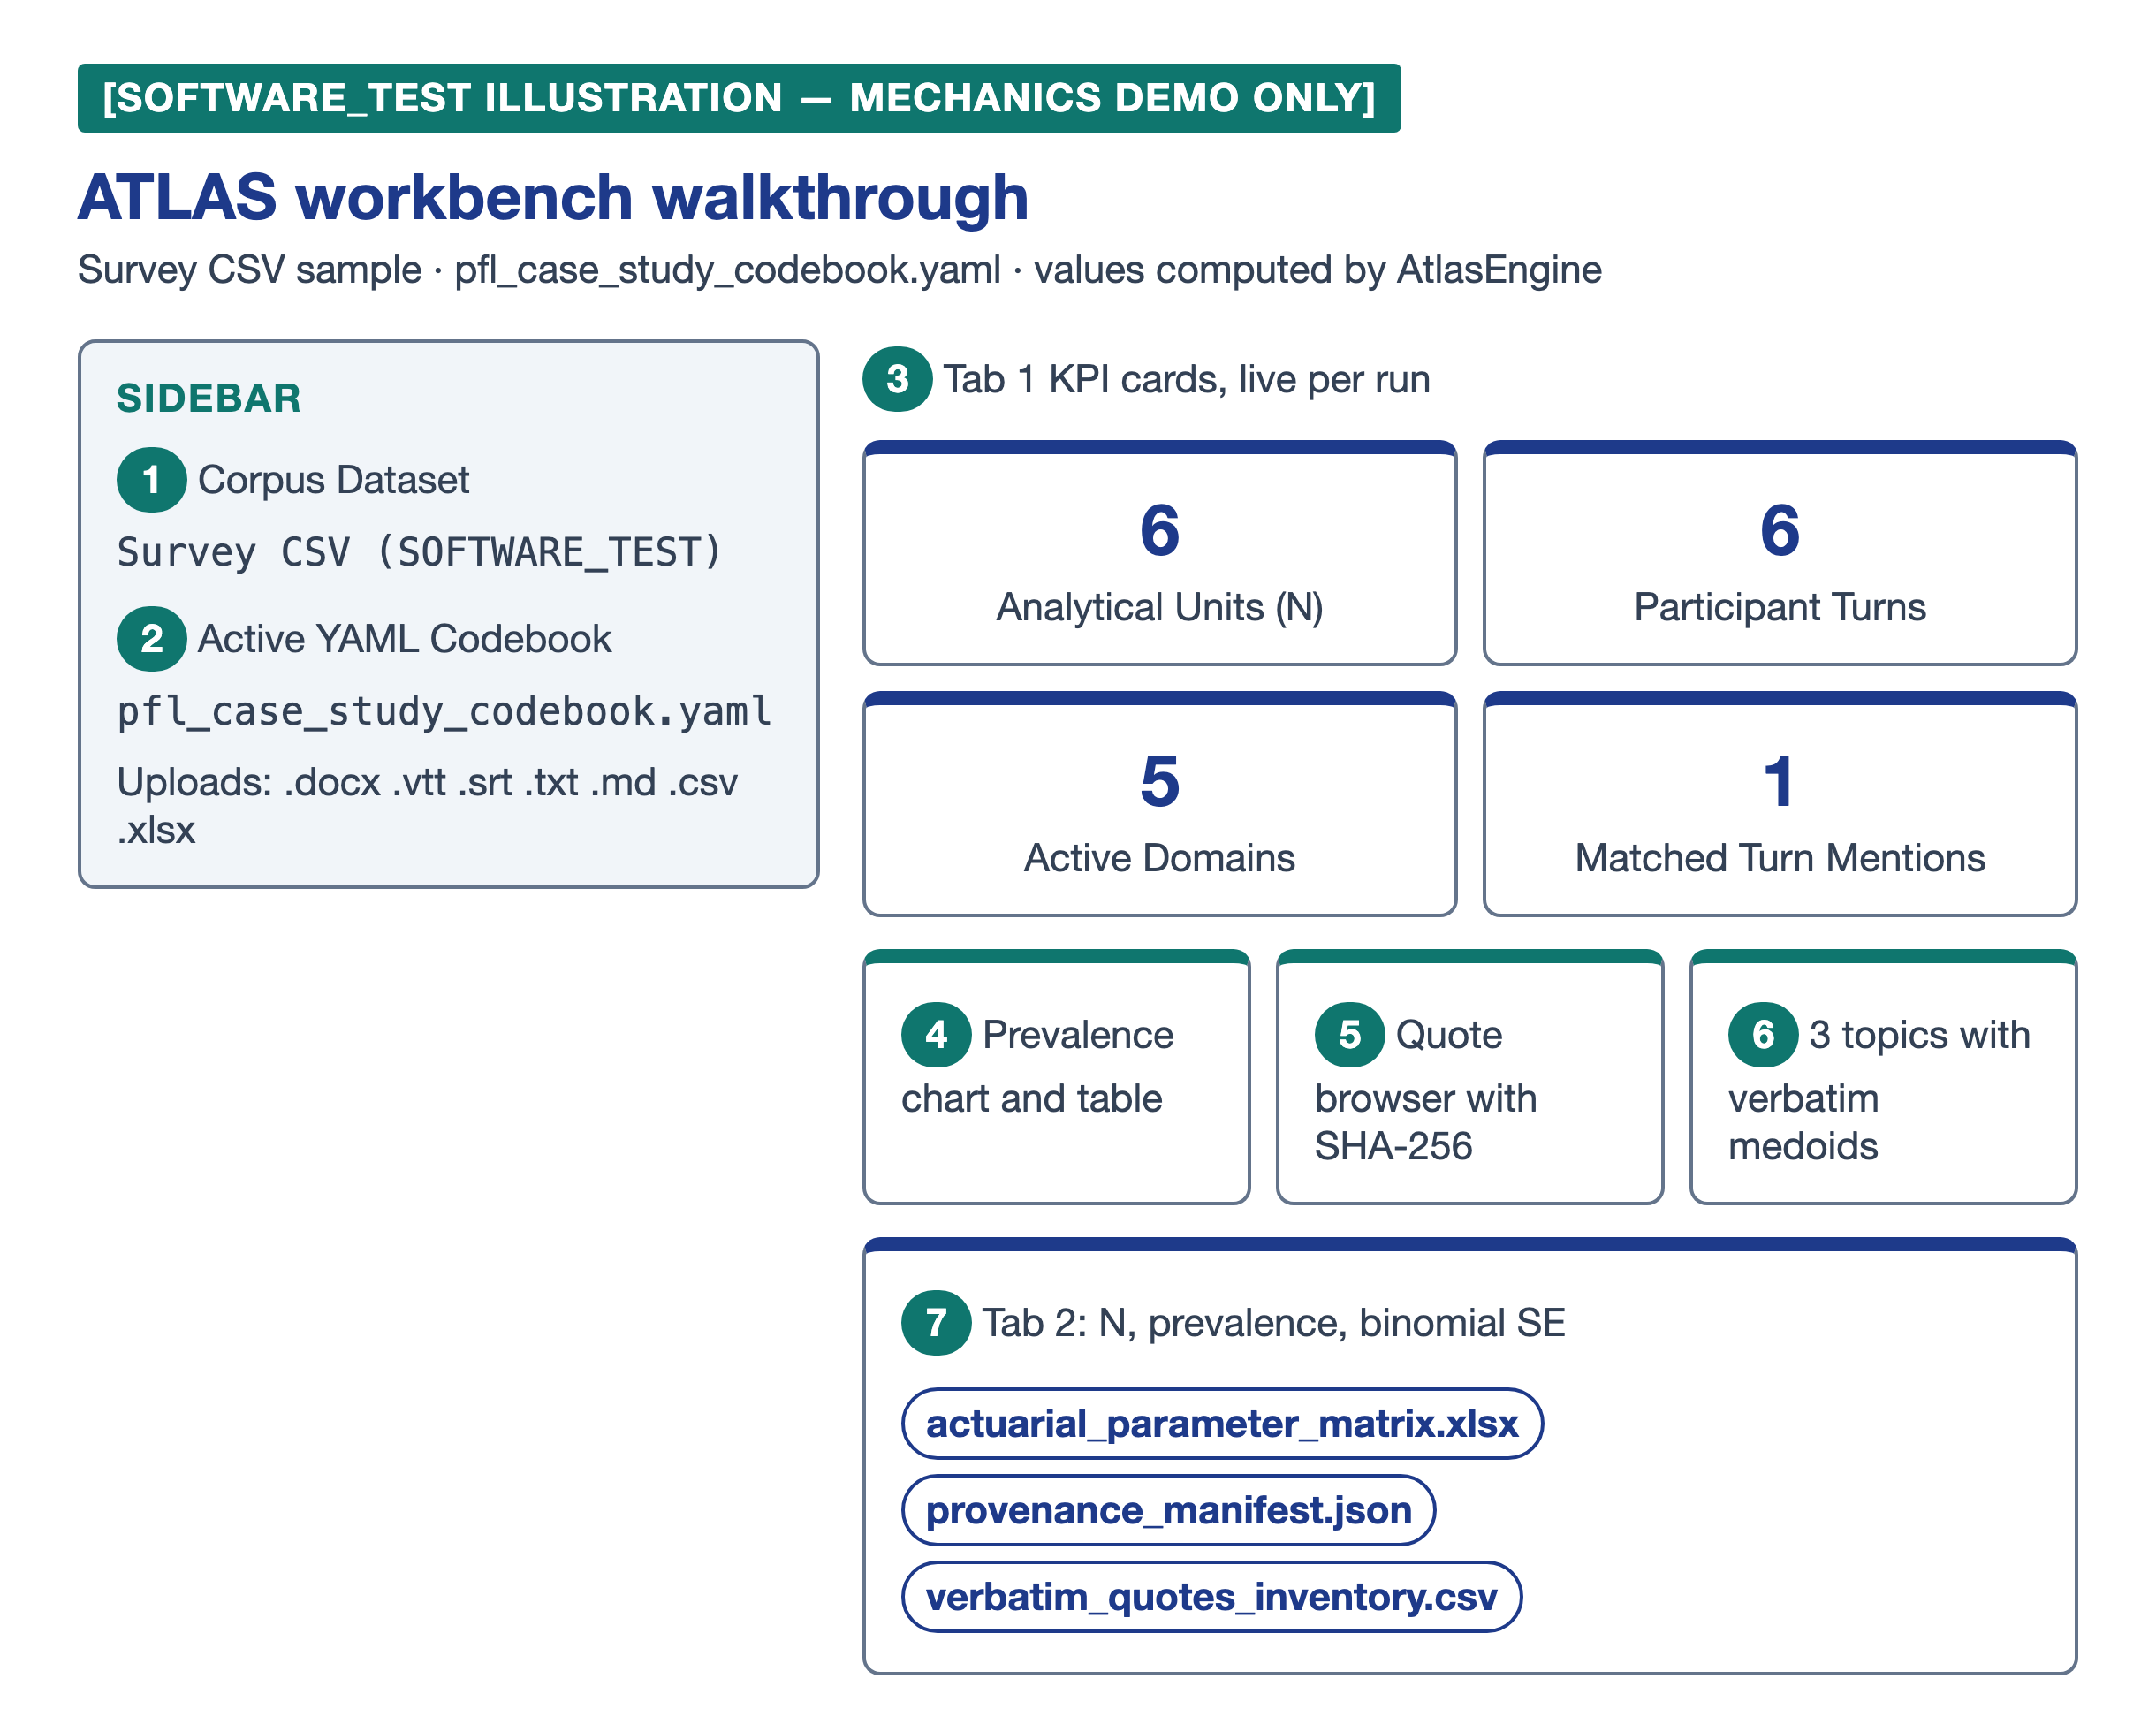 [SOFTWARE_TEST ILLUSTRATION — MECHANICS DEMO ONLY]
ATLAS workbench walkthrough
Survey CSV sample · pfl_case_study_codebook.yaml · values computed by AtlasEngine
SIDEBAR
1 Corpus Dataset
Survey CSV (SOFTWARE_TEST)
2 Active YAML Codebook
pfl_case_study_codebook.yaml
Uploads: .docx .vtt .srt .txt .md .csv
.xlsx
3 Tab 1 KPI cards, live per run
6
Analytical Units (N)
6
Participant Turns
5
Active Domains
1
Matched Turn Mentions
4 Prevalence
chart and table
5 Quote
browser with
SHA-256
6 3 topics with
verbatim
medoids
7 Tab 2: N, prevalence, binomial SE
actuarial_parameter_matrix.xlsx
provenance_manifest.json
verbatim_quotes_inventory.csv